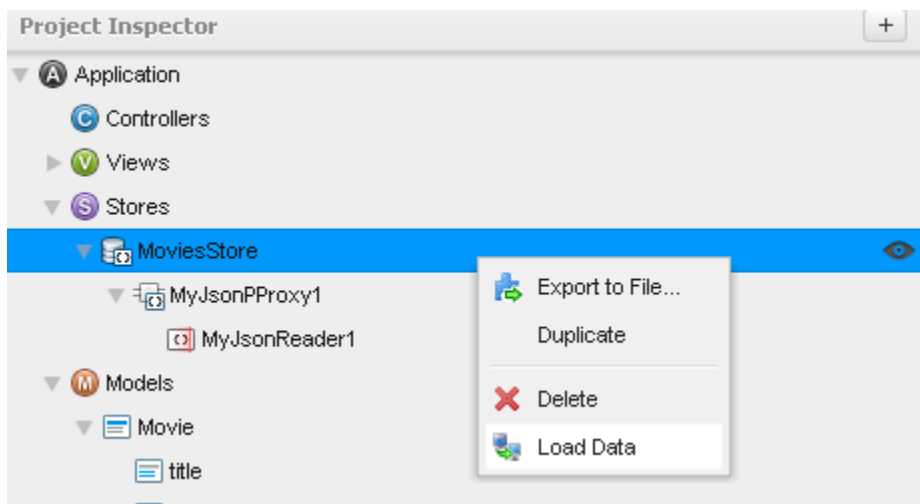 Project Inspector
+
A Application
C Controllers
V Views
S Stores
MoviesStore
Export to File...
MyJsonPProxy1
Duplicate
MyJsonReader1
M Models
Delete
Movie
Load Data
title